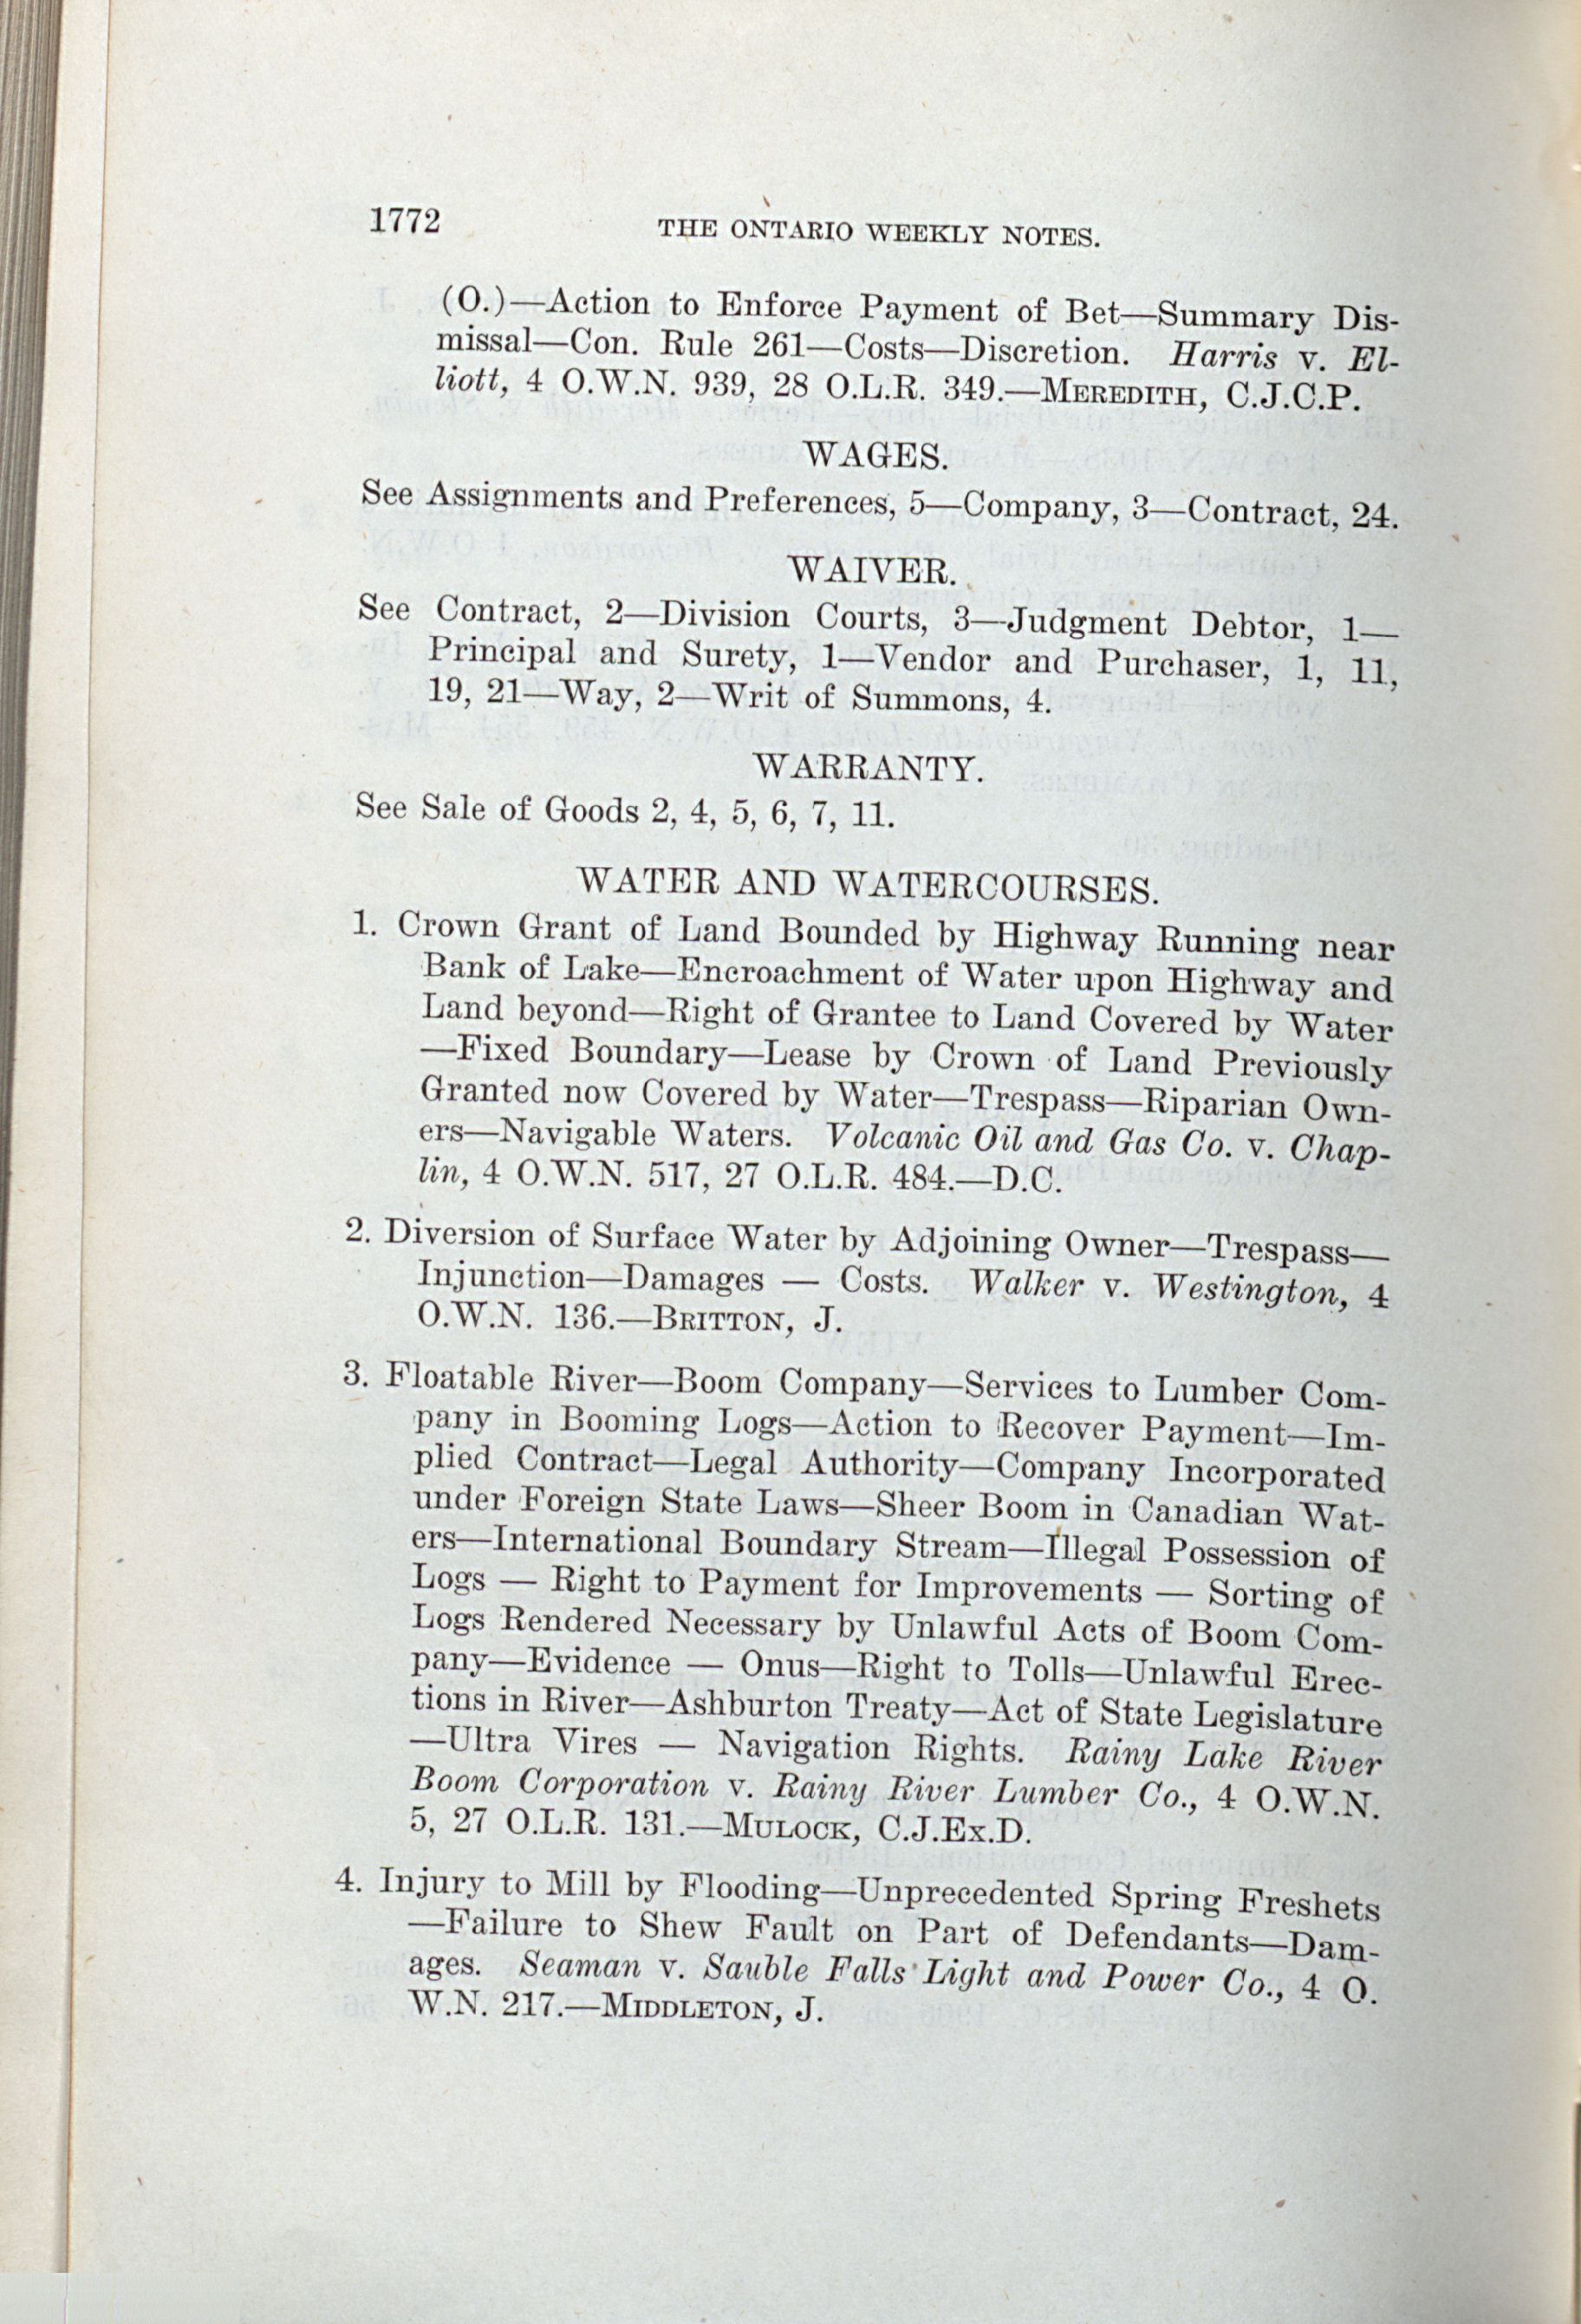 1772
THE ONTARIO WEEKLY NOTES.
(O.)—Action to Enforce Payment of Bet—Summary Dis-
missal—Con. Rule 261—Costs—Discretion. Harris v. El-
liott, 4 O.W.N. 939, 28 O.L.R. 349.—MEREDITH, C.J.C.P.
WAGES.
See Assignments and Preferences, 5—Company, 3—Contract, 24.
WAIVER.
See Contract, 2—Division Courts, 3—Judgment Debtor, 1—
Principal and Surety, 1—Vendor and Purchaser, 1, 11,
19, 21—Way, 2—Writ of Summons, 4.
WARRANTY.
See Sale of Goods 2, 4, 5, 6, 7, 11.
WATER AND WATERCOURSES.
1. Crown Grant of Land Bounded by Highway Running near
Bank of Lake—Encroachment of Water upon Highway and
Land beyond—Right of Grantee to Land Covered by Water
—Fixed Boundary—Lease by Crown of Land Previously
Granted now Covered by Water—Trespass—Riparian Own-
ers—Navigable Waters. Volcanic Oil and Gas Co. v. Chap-
lin, 4 O.W.N. 517, 27 O.L.R. 484.—D.C.
2. Diversion of Surface Water by Adjoining Owner—Trespass—
Injunction—Damages — Costs. Walker v. Westington, 4
O.W.N. 136.—BRITTON, J.
3. Floatable River—Boom Company—Services to Lumber Com-
pany in Booming Logs—Action to Recover Payment—Im-
plied Contract—Legal Authority—Company Incorporated
under Foreign State Laws—Sheer Boom in Canadian Wat-
ers—International Boundary Stream—Illegal Possession of
Logs — Right to Payment for Improvements — Sorting of
Logs Rendered Necessary by Unlawful Acts of Boom Com-
pany—Evidence — Onus—Right to Tolls—Unlawful Erec-
tions in River—Ashburton Treaty—Act of State Legislature
—Ultra Vires — Navigation Rights. Rainy Lake River
Boom Corporation v. Rainy River Lumber Co., 4 O.W.N.
5, 27 O.L.R. 131.—MULOCK, C.J.Ex.D.
4. Injury to Mill by Flooding—Unprecedented Spring Freshets
—Failure to Shew Fault on Part of Defendants—Dam-
ages. Seaman v. Sauble Falls Light and Power Co., 4 O.
W.N. 217.—MIDDLETON, J.